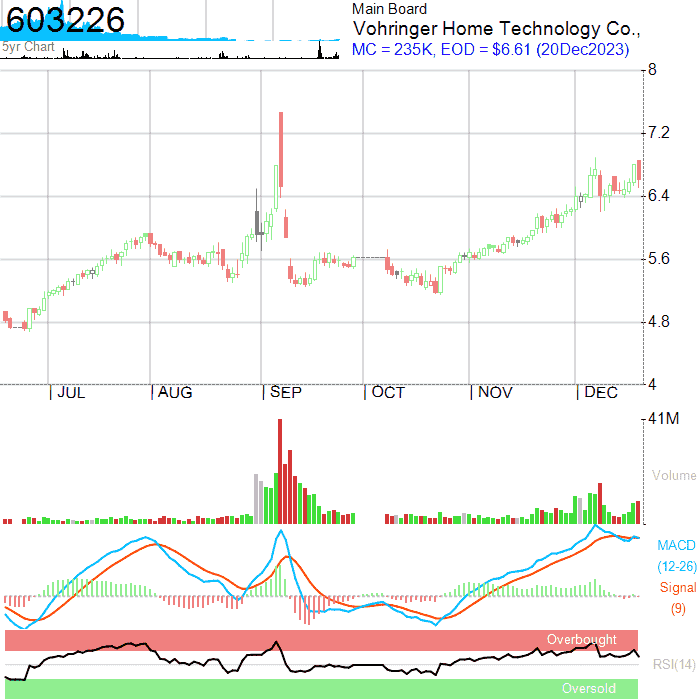 603226
5yr Chart
Main Board
Vohringer Home Technology Co.,
MC = 235K, EOD = $6.61 (20Dec2023)
8
7.2
6.4
5.6
4.8
4
JUL AUG SEP OCT NOV DEC
41M
Volume
MACD
(12-26)
Signal
(9)
Overbought
RSI(14)
Oversold